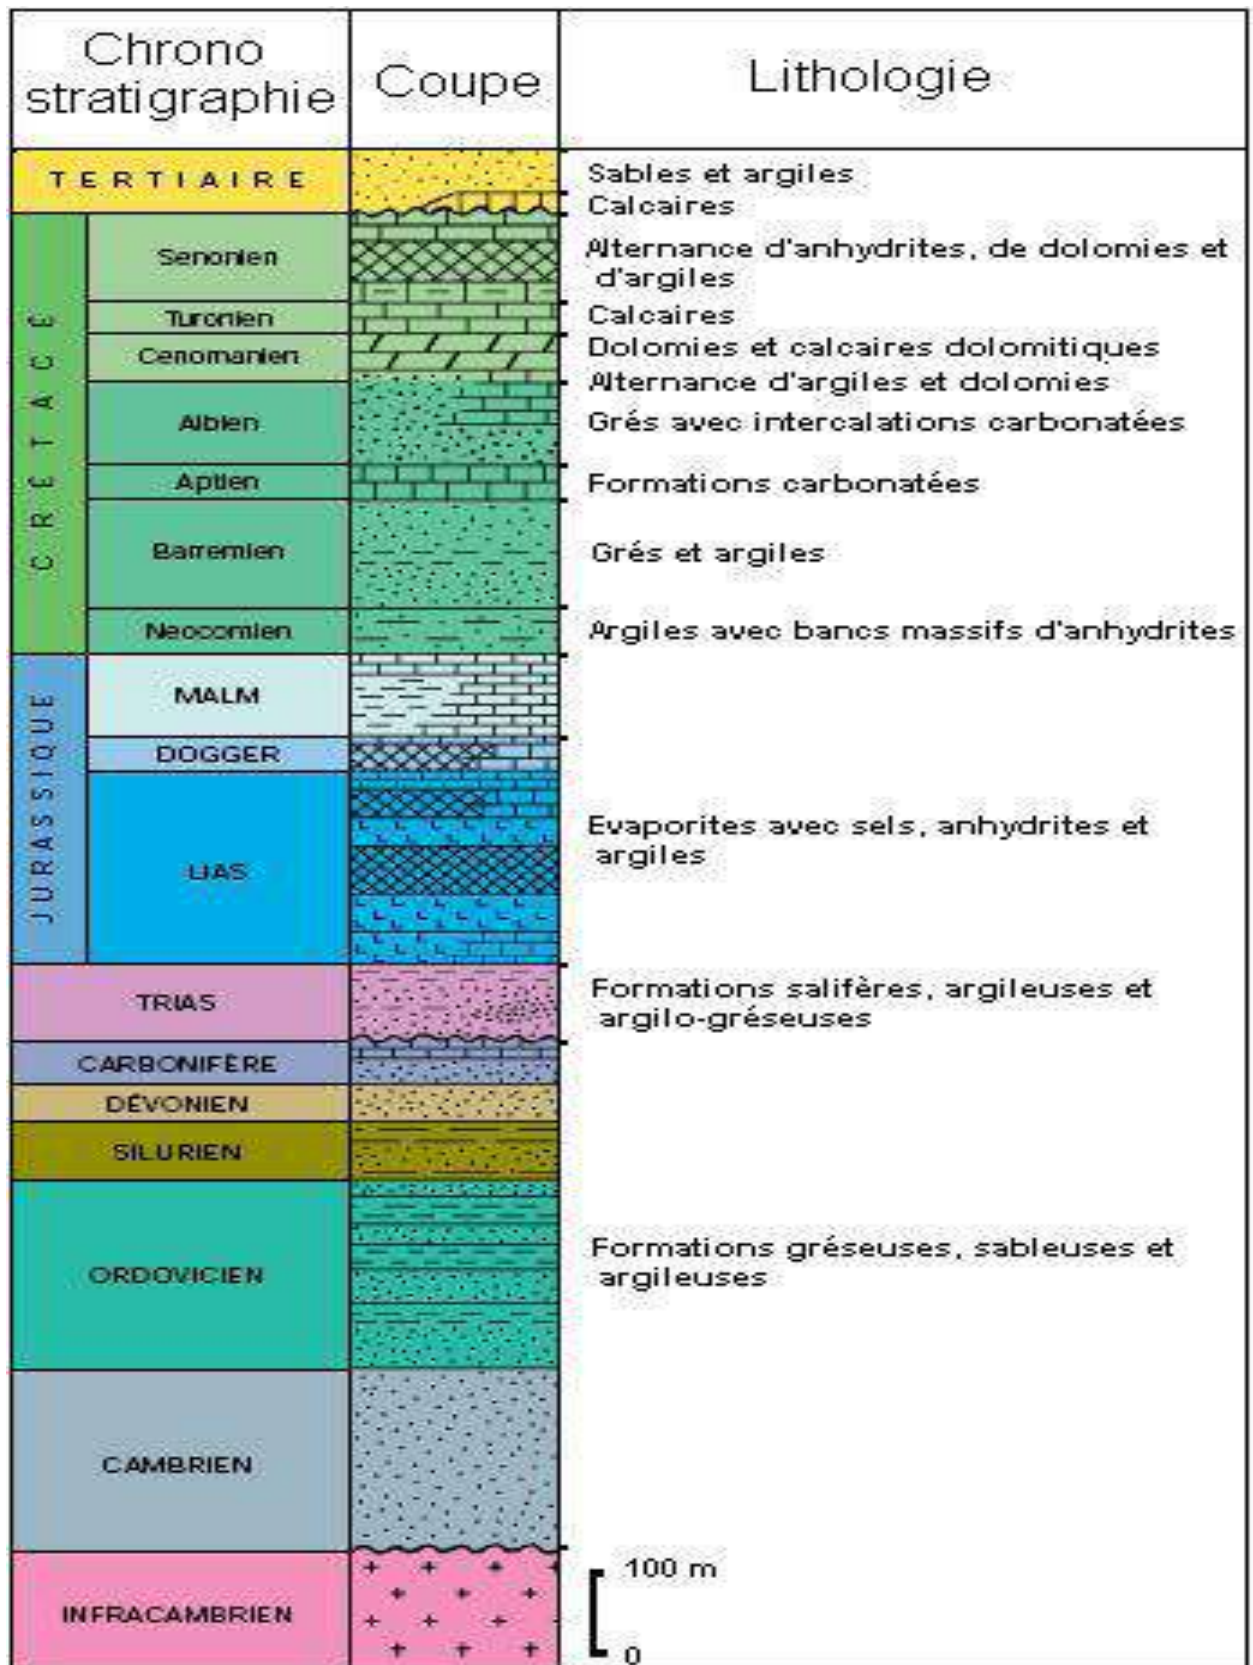 Chrono
stratigraphie
Coupe
Lithologie
TERTIAIRE
Sables et argiles
Calcaires
CRETACE
Senonien
Alternance d'anhydrites, de dolomies et
d'argiles
Turonien
Calcaires
Cenomanien
Dolomies et calcaires dolomitiques
Alternance d'argiles et dolomies
Albien
Grés avec intercalations carbonatées
Aptien
Formations carbonatées
Barremien
Grés et argiles
Neocomien
Argiles avec bancs massifs d'anhydrites
JURASSIQUE
MALM
DOGGER
LIAS
Evaporites avec sels, anhydrites et
argiles
TRIAS
Formations salifères, argileuses et
argilo-gréseuses
CARBONIFÈRE
DÉVONIEN
SILURIEN
ORDOVICIEN
Formations gréseuses, sableuses et
argileuses
CAMBRIEN
INFRACAMBRIEN
100 m
0